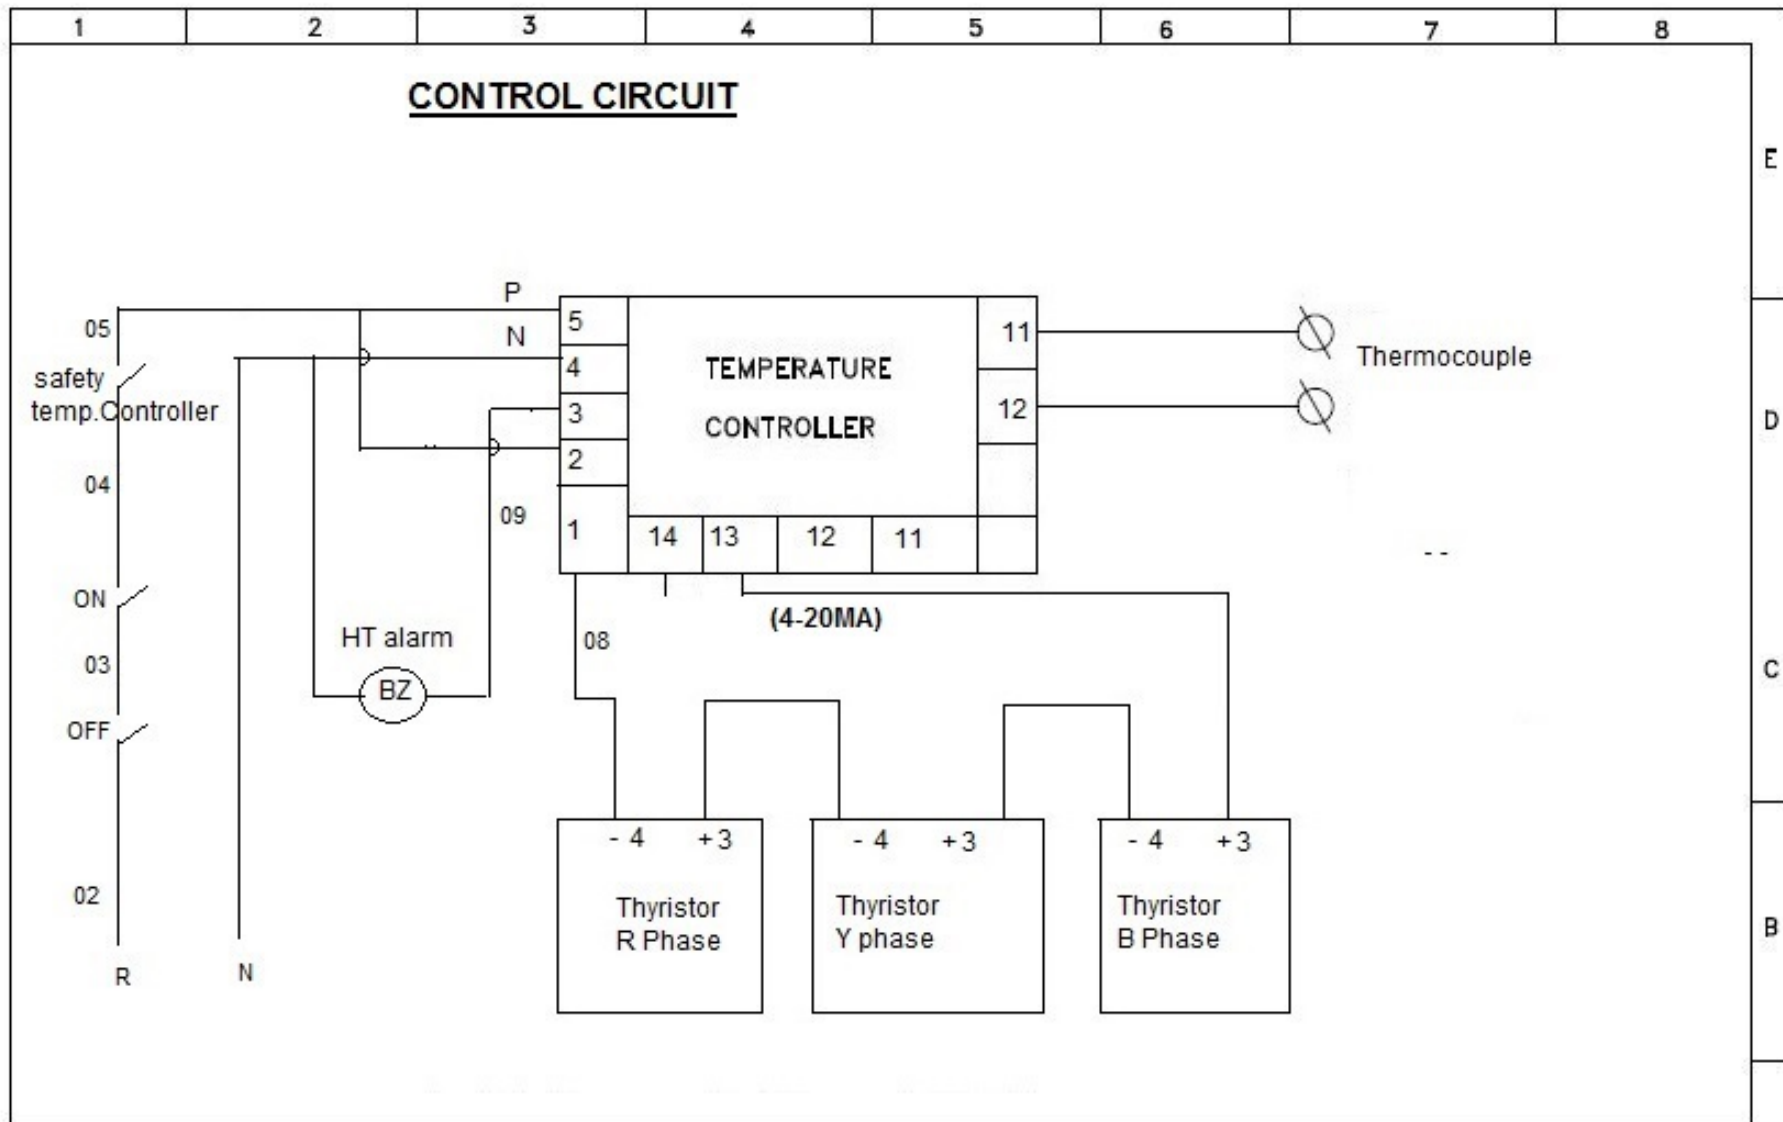 1 2 3 4 5 6 7 8
CONTROL CIRCUIT
E
P
05
5
N
11
safety
4
TEMPERATURE
Thermocouple
temp.Controller
3
CONTROLLER
12
D
2
04
09
1
14 13 12 11
- -
ON
(4-20MA)
HT alarm
08
03
C
BZ
OFF
- 4 +3
- 4 +3
- 4 +3
02
Thyristor
R Phase
Thyristor
Y phase
Thyristor
B Phase
B
R
N